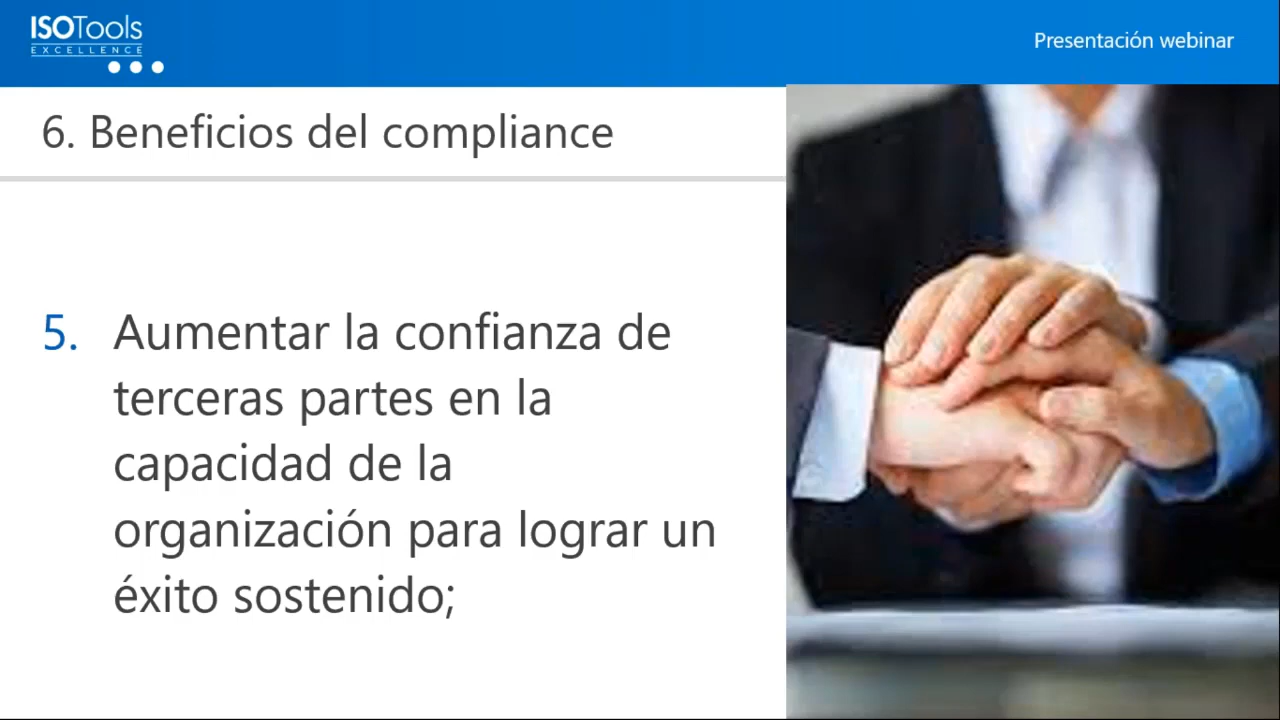 ISOTools
EXCELLENCE
Presentación webinar
6. Beneficios del compliance
5. Aumentar la confianza de
terceras partes en la
capacidad de la
organización para lograr un
éxito sostenido;